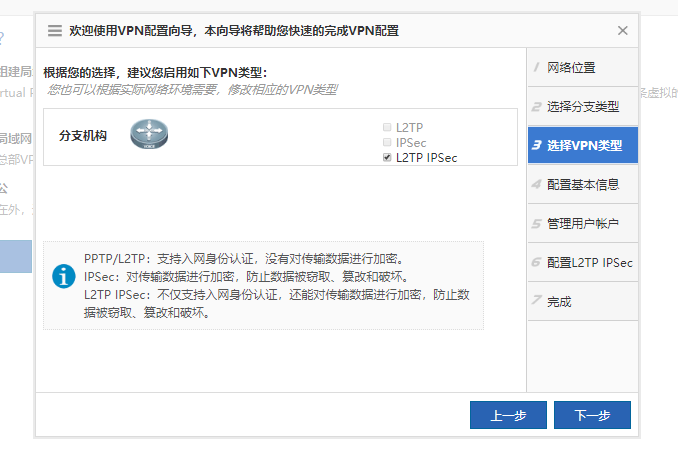 欢迎使用VPN配置向导，本向导将帮助您快速的完成VPN配置
?
组建局
rtual P
条虚拟的
局域网
总部VP
公
在外，
根据您的选择，建议您启用如下VPN类型：
您也可以根据实际网络环境需要，修改相应的VPN类型
分支机构
L2TP
IPSec
L2TP IPSec
PPTP/L2TP：支持入网身份认证，没有对传输数据进行加密。
IPSec：对传输数据进行加密，防止数据被窃取、篡改和破坏。
L2TP IPSec：不仅支持入网身份认证，还能对传输数据进行加密，防止数
据被窃取、篡改和破坏。
1 网络位置
2 选择分支类型
3 选择VPN类型
4 配置基本信息
5 管理用户帐户
6 配置L2TP IPSec
7 完成
上一步
下一步